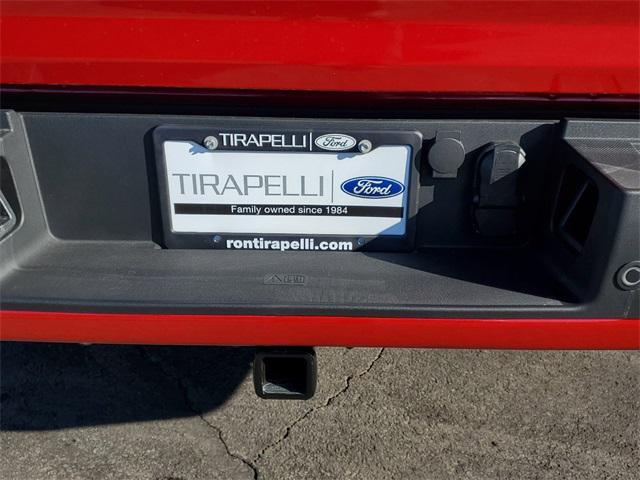 TIRAPELLI Ford
TIRAPELLI Ford
Family owned since 1984
rontirapelli.com